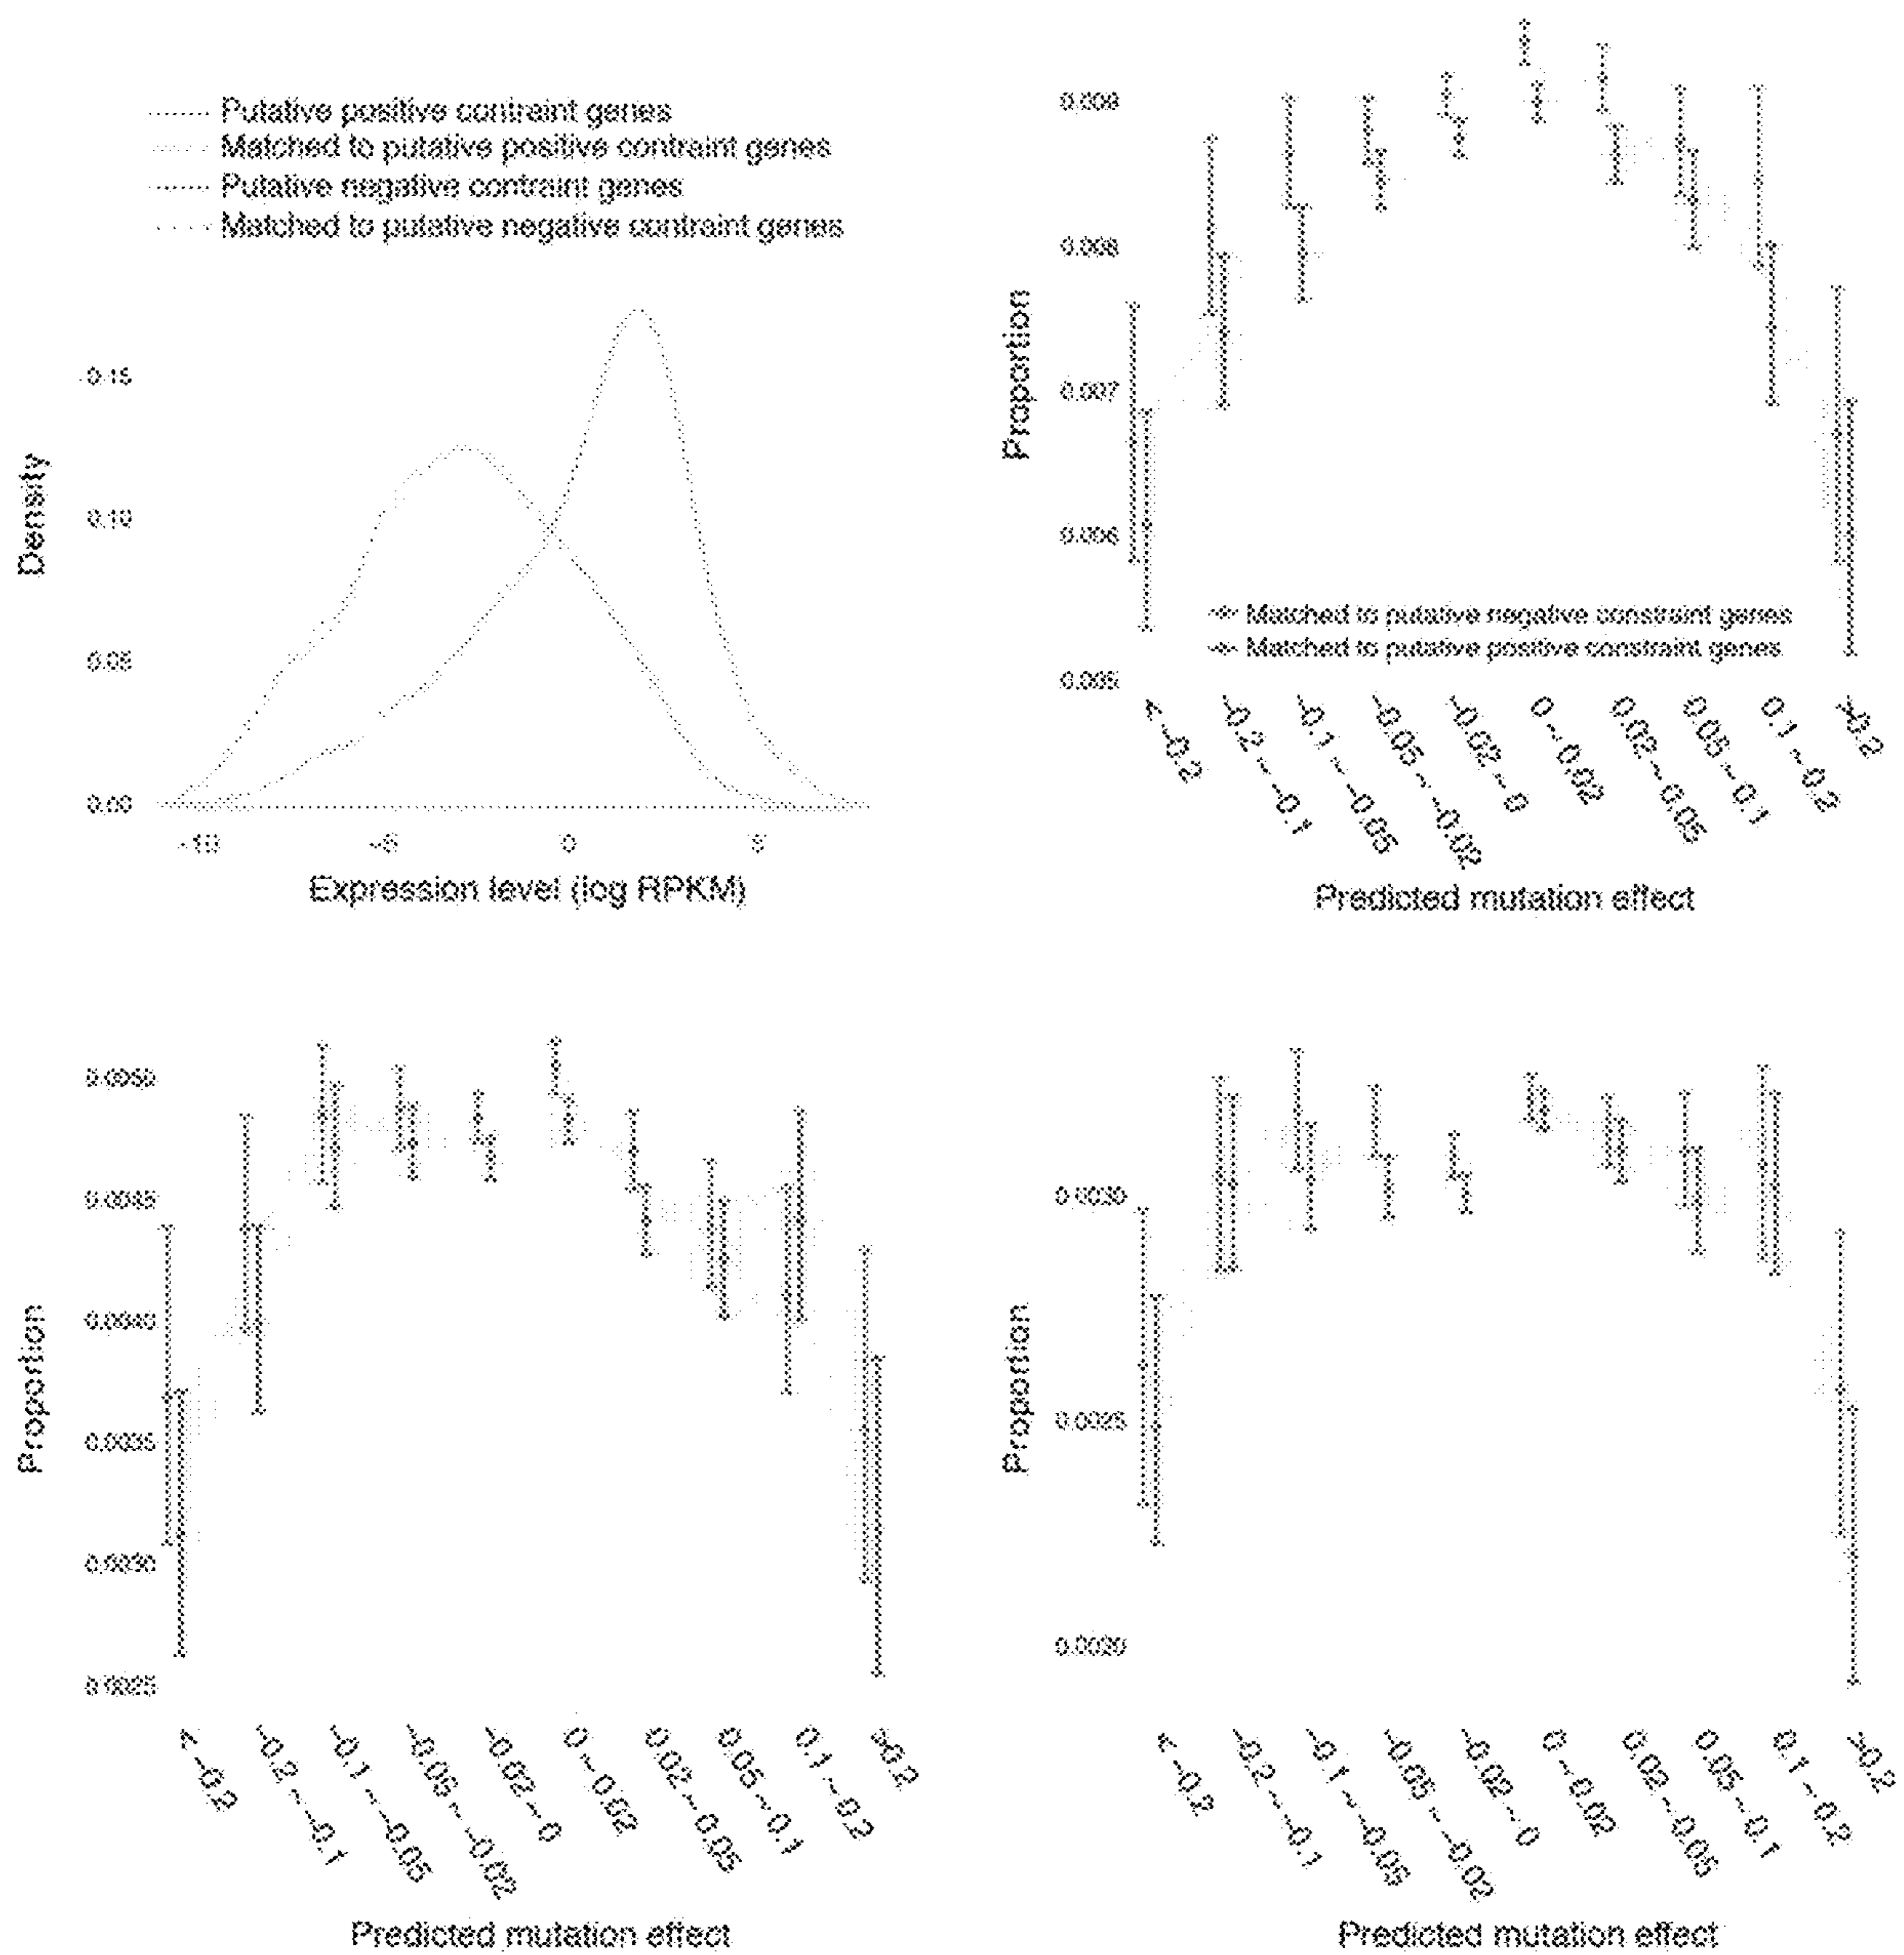 Putative positive contraint genes
Matched to putative positive contraint genes
Putative negative contraint genes
Matched to putative negative contraint genes
0.15
0.10
0.05
0.00
Density
-10
-5
0
5
Expression level (log RPKM)
0.009
0.008
0.007
0.006
0.005
Proportion
Matched to putative negative constraint genes
Matched to putative positive constraint genes
< -0.2
-0.2 ~ -0.1
-0.1 ~ -0.05
-0.05 ~ -0.02
-0.02 ~ 0
0 ~ 0.02
0.02 ~ 0.05
0.05 ~ 0.1
0.1 ~ 0.2
>0.2
Predicted mutation effect
0.0050
0.0045
0.0040
0.0035
0.0030
0.0025
Proportion
< -0.2
-0.2 ~ -0.1
-0.1 ~ -0.05
-0.05 ~ -0.02
-0.02 ~ 0
0 ~ 0.02
0.02 ~ 0.05
0.05 ~ 0.1
0.1 ~ 0.2
>0.2
Predicted mutation effect
0.0030
0.0025
0.0020
Proportion
< -0.2
-0.2 ~ -0.1
-0.1 ~ -0.05
-0.05 ~ -0.02
-0.02 ~ 0
0 ~ 0.02
0.02 ~ 0.05
0.05 ~ 0.1
0.1 ~ 0.2
>0.2
Predicted mutation effect